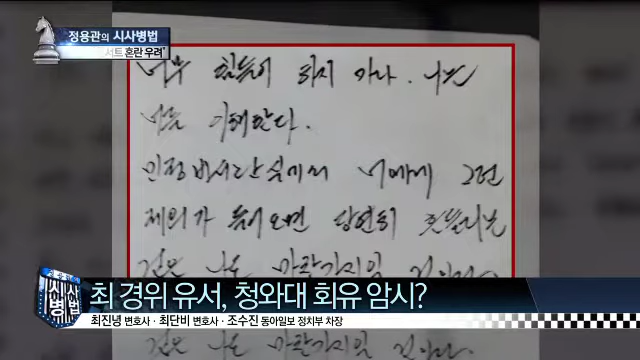 정용관의 시사병법
서트 혼란 우려"
너무 힘들어 하지 마라. 나는
너를 이해한다.
민정비서관실에서 너에게 그런
제의가 들어오면 당연히 흔들리는
것은 나도 마찬가지일 것이다.
시사병법
최 경위 유서, 청와대 회유 암시?
최진녕 변호사 · 최단비 변호사 · 조수진 동아일보 정치부 차장